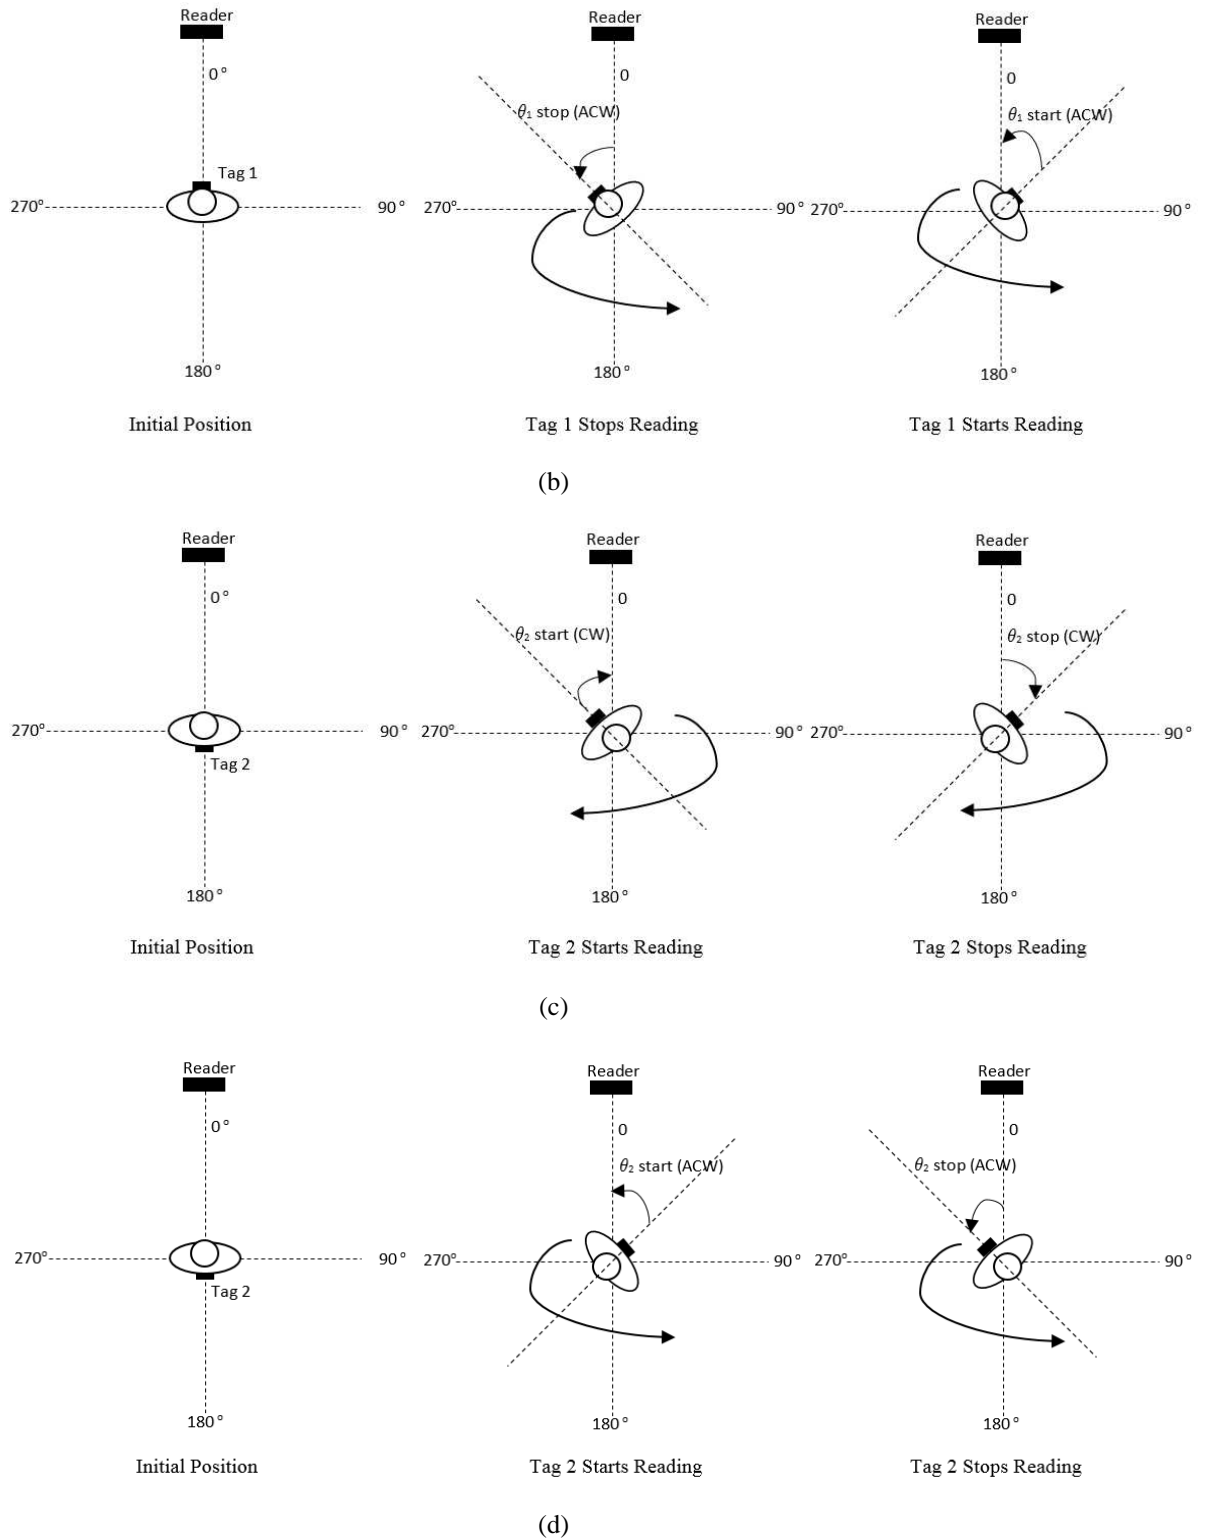 Reader
Reader
Reader
0°
0
0
θ₁ stop (ACW)
θ₁ start (ACW)
Tag 1
270°
90°
270°
90°
270°
90°
180°
180°
180°
Initial Position
Tag 1 Stops Reading
Tag 1 Starts Reading
(b)
Reader
Reader
Reader
0°
0
0
θ₂ start (CW)
θ₂ stop (CW)
270°
90°
270°
90°
270°
90°
Tag 2
180°
180°
180°
Initial Position
Tag 2 Starts Reading
Tag 2 Stops Reading
(c)
Reader
Reader
Reader
0°
0
0
θ₂ start (ACW)
θ₂ stop (ACW)
270°
90°
270°
90°
270°
90°
Tag 2
180°
180°
180°
Initial Position
Tag 2 Starts Reading
Tag 2 Stops Reading
(d)